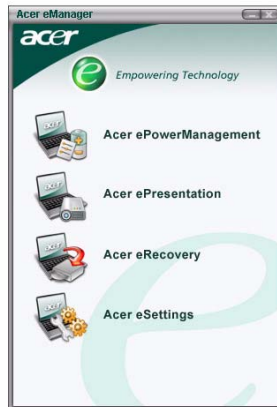 Acer eManager
acer
e Empowering Technology
Acer ePowerManagement
Acer ePresentation
Acer eRecovery
Acer eSettings